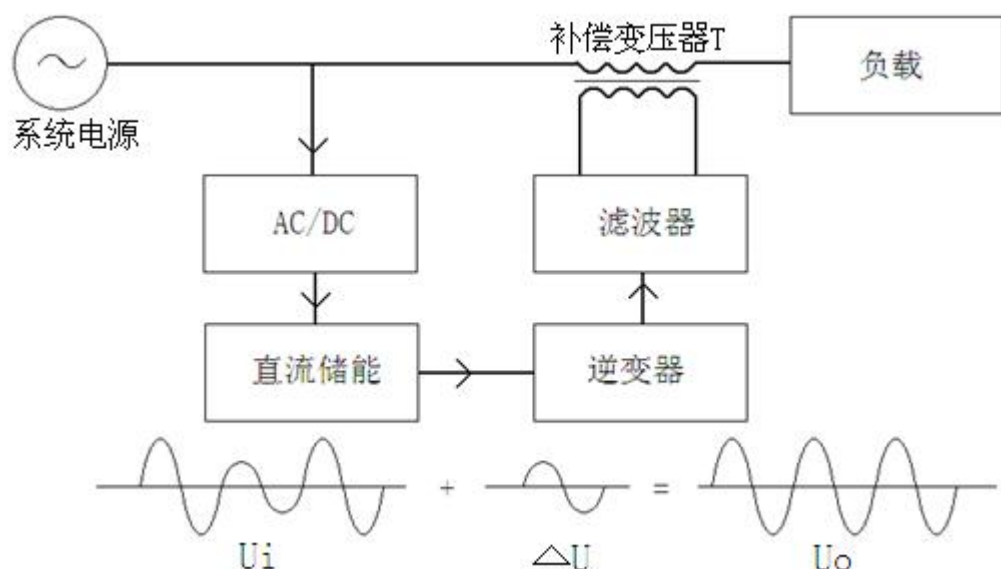 补偿变压器T
负载
系统电源
AC/DC
滤波器
直流储能
逆变器
+
=
Ui
△U
Uo